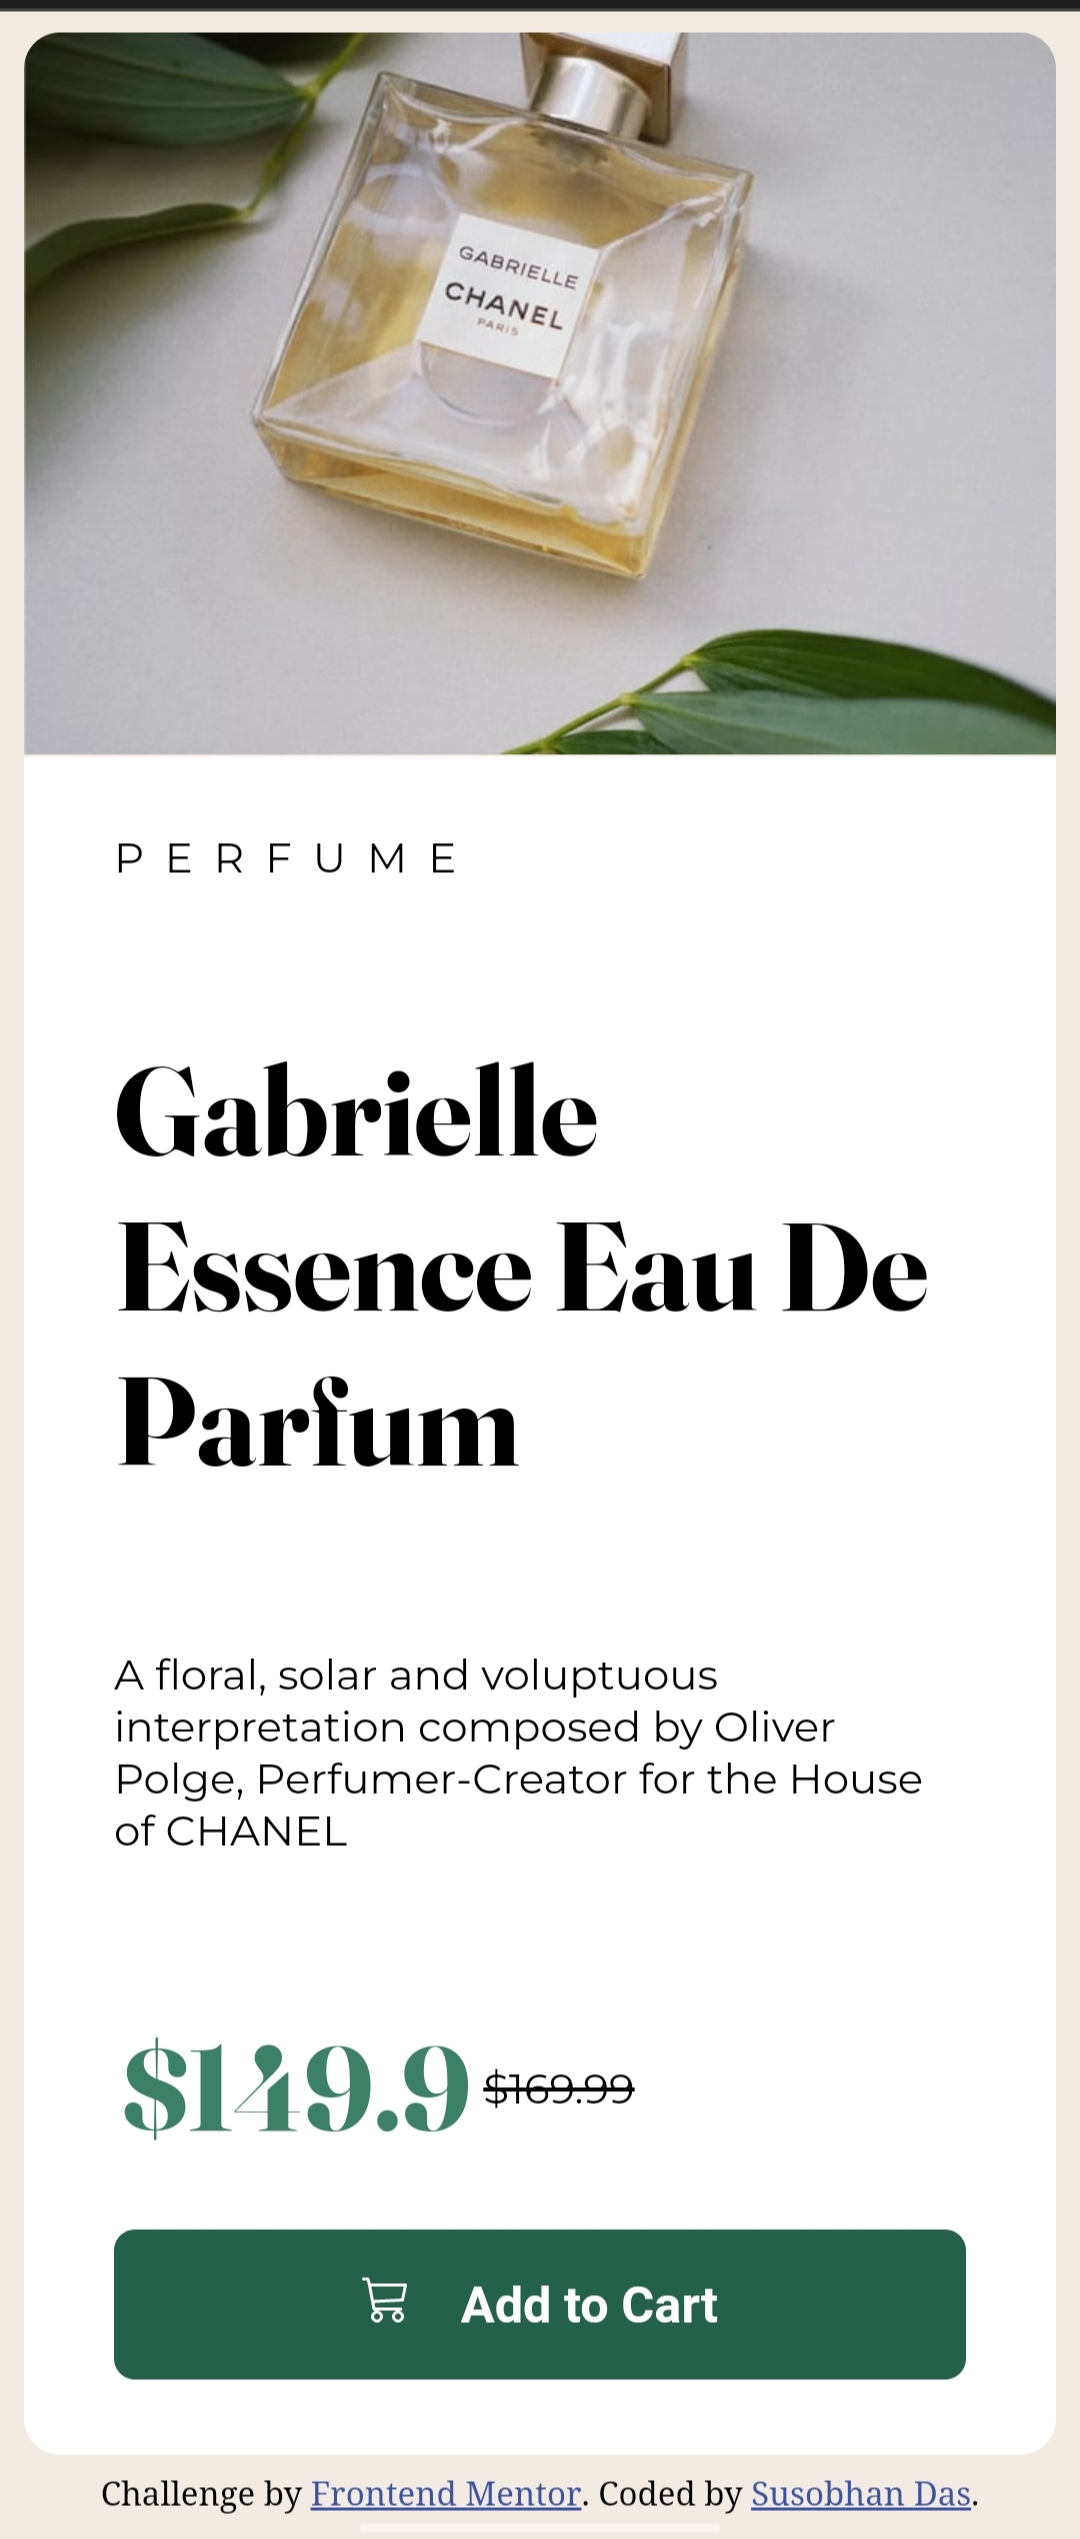 GABRIELLE
CHANEL
PARIS
PERFUME
Gabrielle
Essence Eau De
Parfum
A floral, solar and voluptuous
interpretation composed by Oliver
Polge, Perfumer-Creator for the House
of CHANEL
$149.9 $169.99
Add to Cart
Challenge by Frontend Mentor. Coded by Susobhan Das.